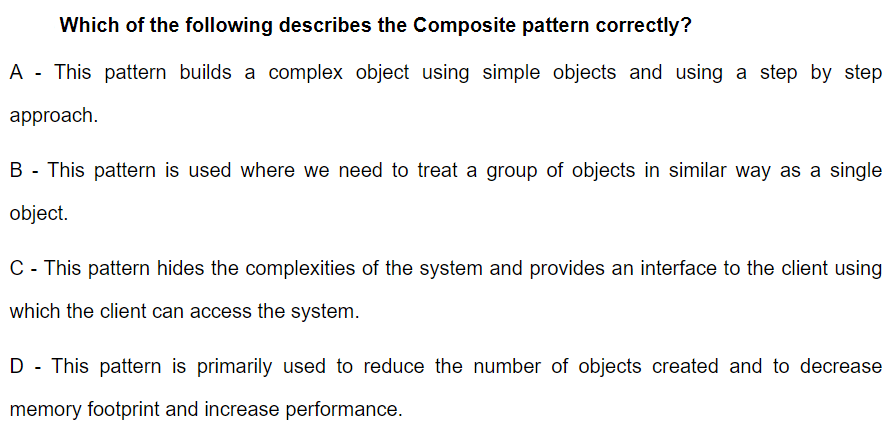 Which of the following describes the Composite pattern correctly?
A - This pattern builds a complex object using simple objects and using a step by step
approach.
B - This pattern is used where we need to treat a group of objects in similar way as a single
object.
C - This pattern hides the complexities of the system and provides an interface to the client using
which the client can access the system.
D - This pattern is primarily used to reduce the number of objects created and to decrease
memory footprint and increase performance.